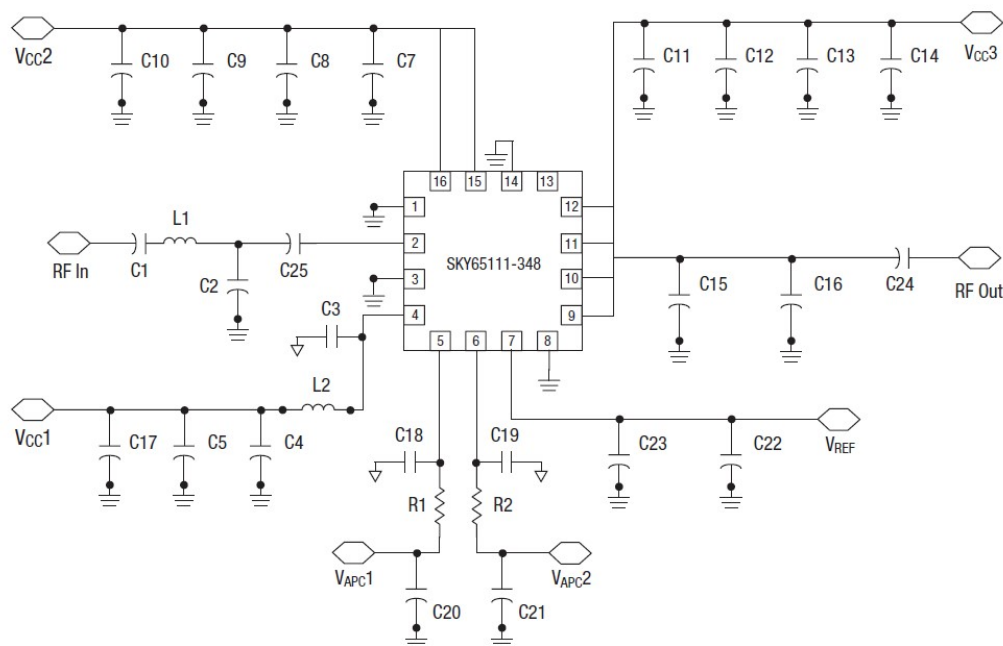 VCC2
C10
C9
C8
C7
C11
C12
C13
C14
VCC3
16
15
14
13
1
12
L1
2
11
RF In
C1
C25
SKY65111-348
C2
3
10
C15
C16
C24
RF Out
C3
4
9
5
6
7
8
L2
VCC1
C17
C5
C4
C18
C19
C23
C22
VREF
R1
R2
VAPC1
VAPC2
C20
C21